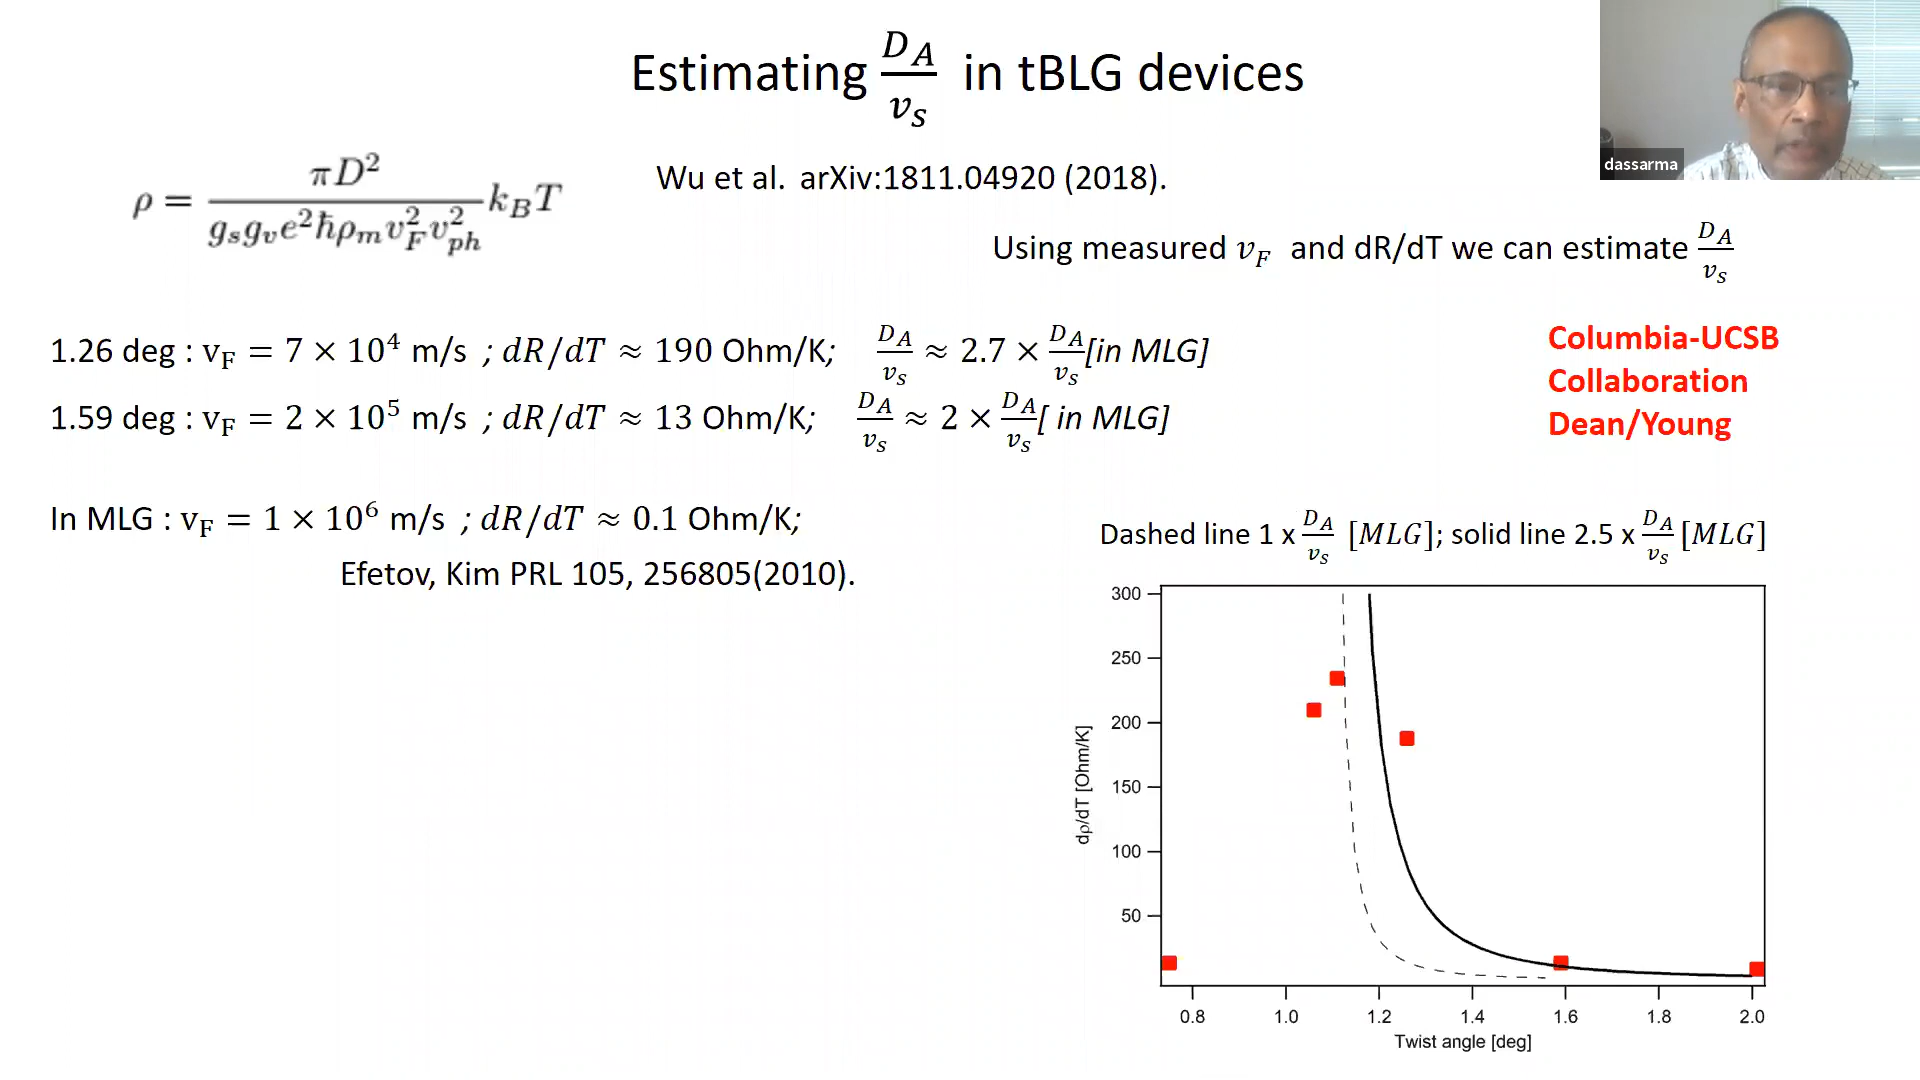 Estimating D_A/v_s in tBLG devices
dassarma
ρ = πD²/(g_s g_v e²ħρ_m v_F² v_ph²) k_B T
Wu et al. arXiv:1811.04920 (2018).
Using measured v_F and dR/dT we can estimate D_A/v_s
1.26 deg : v_F = 7 × 10⁴ m/s ; dR/dT ≈ 190 Ohm/K; D_A/v_s ≈ 2.7 × D_A/v_s [in MLG]
1.59 deg : v_F = 2 × 10⁵ m/s ; dR/dT ≈ 13 Ohm/K; D_A/v_s ≈ 2 × D_A/v_s [ in MLG]
Columbia-UCSB
Collaboration
Dean/Young
In MLG : v_F = 1 × 10⁶ m/s ; dR/dT ≈ 0.1 Ohm/K;
Efetov, Kim PRL 105, 256805(2010).
Dashed line 1 x D_A/v_s [MLG]; solid line 2.5 x D_A/v_s [MLG]
300
250
200
150
100
50
dρ/dT [Ohm/K]
0.8 1.0 1.2 1.4 1.6 1.8 2.0
Twist angle [deg]